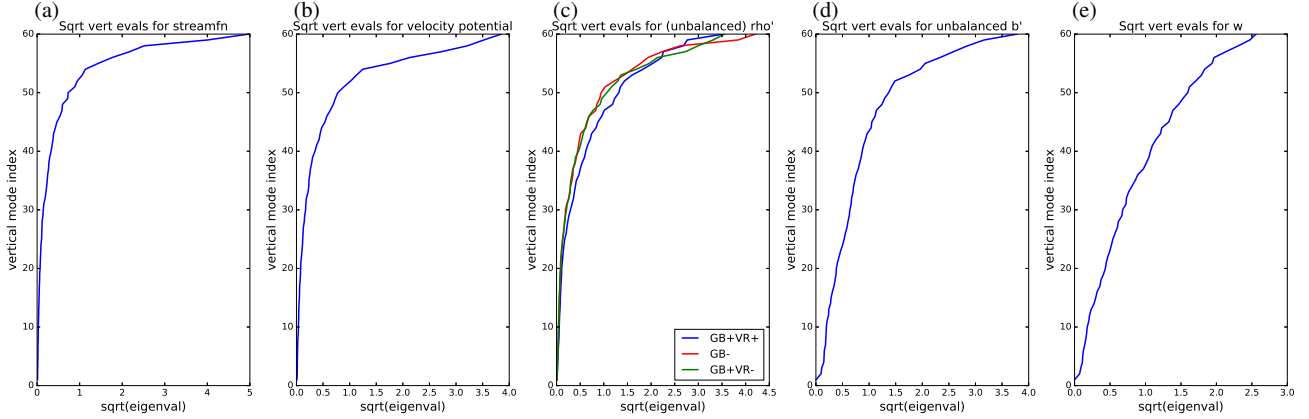 (a)
Sqrt vert evals for streamfn
60
50
40
30
20
10
0
vertical mode index
0 1 2 3 4 5
sqrt(eigenval)
(b)
Sqrt vert evals for velocity potential
60
50
40
30
20
10
0
vertical mode index
0.0 0.5 1.0 1.5 2.0 2.5 3.0 3.5 4.0
sqrt(eigenval)
(c)
Sqrt vert evals for (unbalanced) rho'
60
50
40
30
20
10
0
vertical mode index
GB+VR+
GB-
GB+VR-
0.0 0.5 1.0 1.5 2.0 2.5 3.0 3.5 4.0 4.5
sqrt(eigenval)
(d)
Sqrt vert evals for unbalanced b'
60
50
40
30
20
10
0
vertical mode index
0.0 0.5 1.0 1.5 2.0 2.5 3.0 3.5 4.0
sqrt(eigenval)
(e)
Sqrt vert evals for w
60
50
40
30
20
10
0
vertical mode index
0.0 0.5 1.0 1.5 2.0 2.5 3.0
sqrt(eigenval)